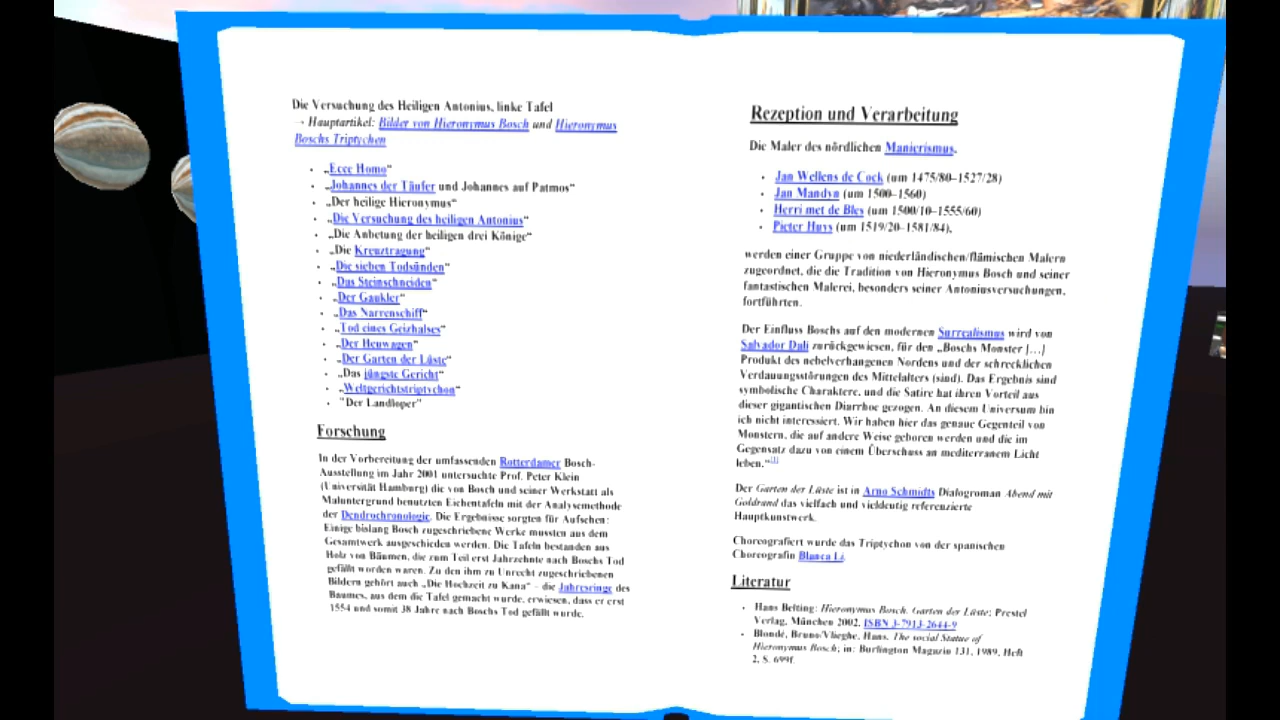 Die Versuchung des Heiligen Antonius, linke Tafel
→ Hauptartikel: Bilder von Hieronymus Bosch und Hieronymus
Boschs Triptychen
• „Ecce Homo“
• „Johannes der Täufer und Johannes auf Patmos“
• „Der heilige Hieronymus“
• „Die Versuchung des heiligen Antonius“
• „Die Anbetung der heiligen drei Könige“
• „Die Kreuztragung“
• „Die sieben Todsünden“
• „Das Steinschneiden“
• „Der Gaukler“
• „Das Narrenschiff“
• „Tod eines Geizhalses“
• „Der Heuwagen“
• „Der Garten der Lüste“
• „Das jüngste Gericht“
• „Weltgerichtstriptychon“
• "Der Landloper"
Forschung
In der Vorbereitung der umfassenden Rotterdamer Bosch-
Ausstellung im Jahr 2001 untersuchte Prof. Peter Klein
(Universität Hamburg) die von Bosch und seiner Werkstatt als
Maluntergrund benutzten Eichentafeln mit der Analysemethode
der Dendrochronologie. Die Ergebnisse sorgten für Aufsehen:
Einige bislang Bosch zugeschriebene Werke mussten aus dem
Gesamtwerk ausgeschieden werden. Die Tafeln bestanden aus
Holz von Bäumen, die zum Teil erst Jahrzehnte nach Boschs Tod
gefällt worden waren. Zu den ihm zu Unrecht zugeschriebenen
Bildern gehört auch „Die Hochzeit zu Kana“ – die Jahresringe des
Baumes, aus dem die Tafel gemacht wurde, erwiesen, dass er erst
1554 und somit 38 Jahre nach Boschs Tod gefällt wurde.
Rezeption und Verarbeitung
Die Maler des nördlichen Manierismus,
• Jan Wellens de Cock (um 1475/80–1527/28)
• Jan Mandyn (um 1500–1560)
• Herri met de Bles (um 1500/10–1555/60)
• Pieter Huys (um 1519/20–1581/84),
werden einer Gruppe von niederländischen/flämischen Malern
zugeordnet, die die Tradition von Hieronymus Bosch und seiner
fantastischen Malerei, besonders seiner Antoniusversuchungen,
fortführten.
Der Einfluss Boschs auf den modernen Surrealismus wird von
Salvador Dalí zurückgewiesen, für den „Boschs Monster [...]
Produkt des nebelverhangenen Nordens und der schrecklichen
Verdauungsstörungen des Mittelalters (sind). Das Ergebnis sind
symbolische Charaktere, und die Satire hat ihren Vorteil aus
dieser gigantischen Diarrhoe gezogen. An diesem Universum bin
ich nicht interessiert. Wir haben hier das genaue Gegenteil von
Monstern, die auf andere Weise geboren werden und die im
Gegensatz dazu von einem Überschuss an mediterranem Licht
leben.“[1]
Der Garten der Lüste ist in Arno Schmidts Dialogroman Abend mit
Goldrand das vielfach und vieldeutig referenzierte
Hauptkunstwerk.
Choreografiert wurde das Triptychon von der spanischen
Choreografin Blanca Li.
Literatur
• Hans Belting: Hieronymus Bosch. Garten der Lüste; Prestel
Verlag, München 2002, ISBN 3-7913-2644-9
• Blondé, Bruno/Vlieghe, Hans, The social Statue of
Hieronymus Bosch; in: Burlington Magazin 131, 1989, Heft
2, S. 699f.